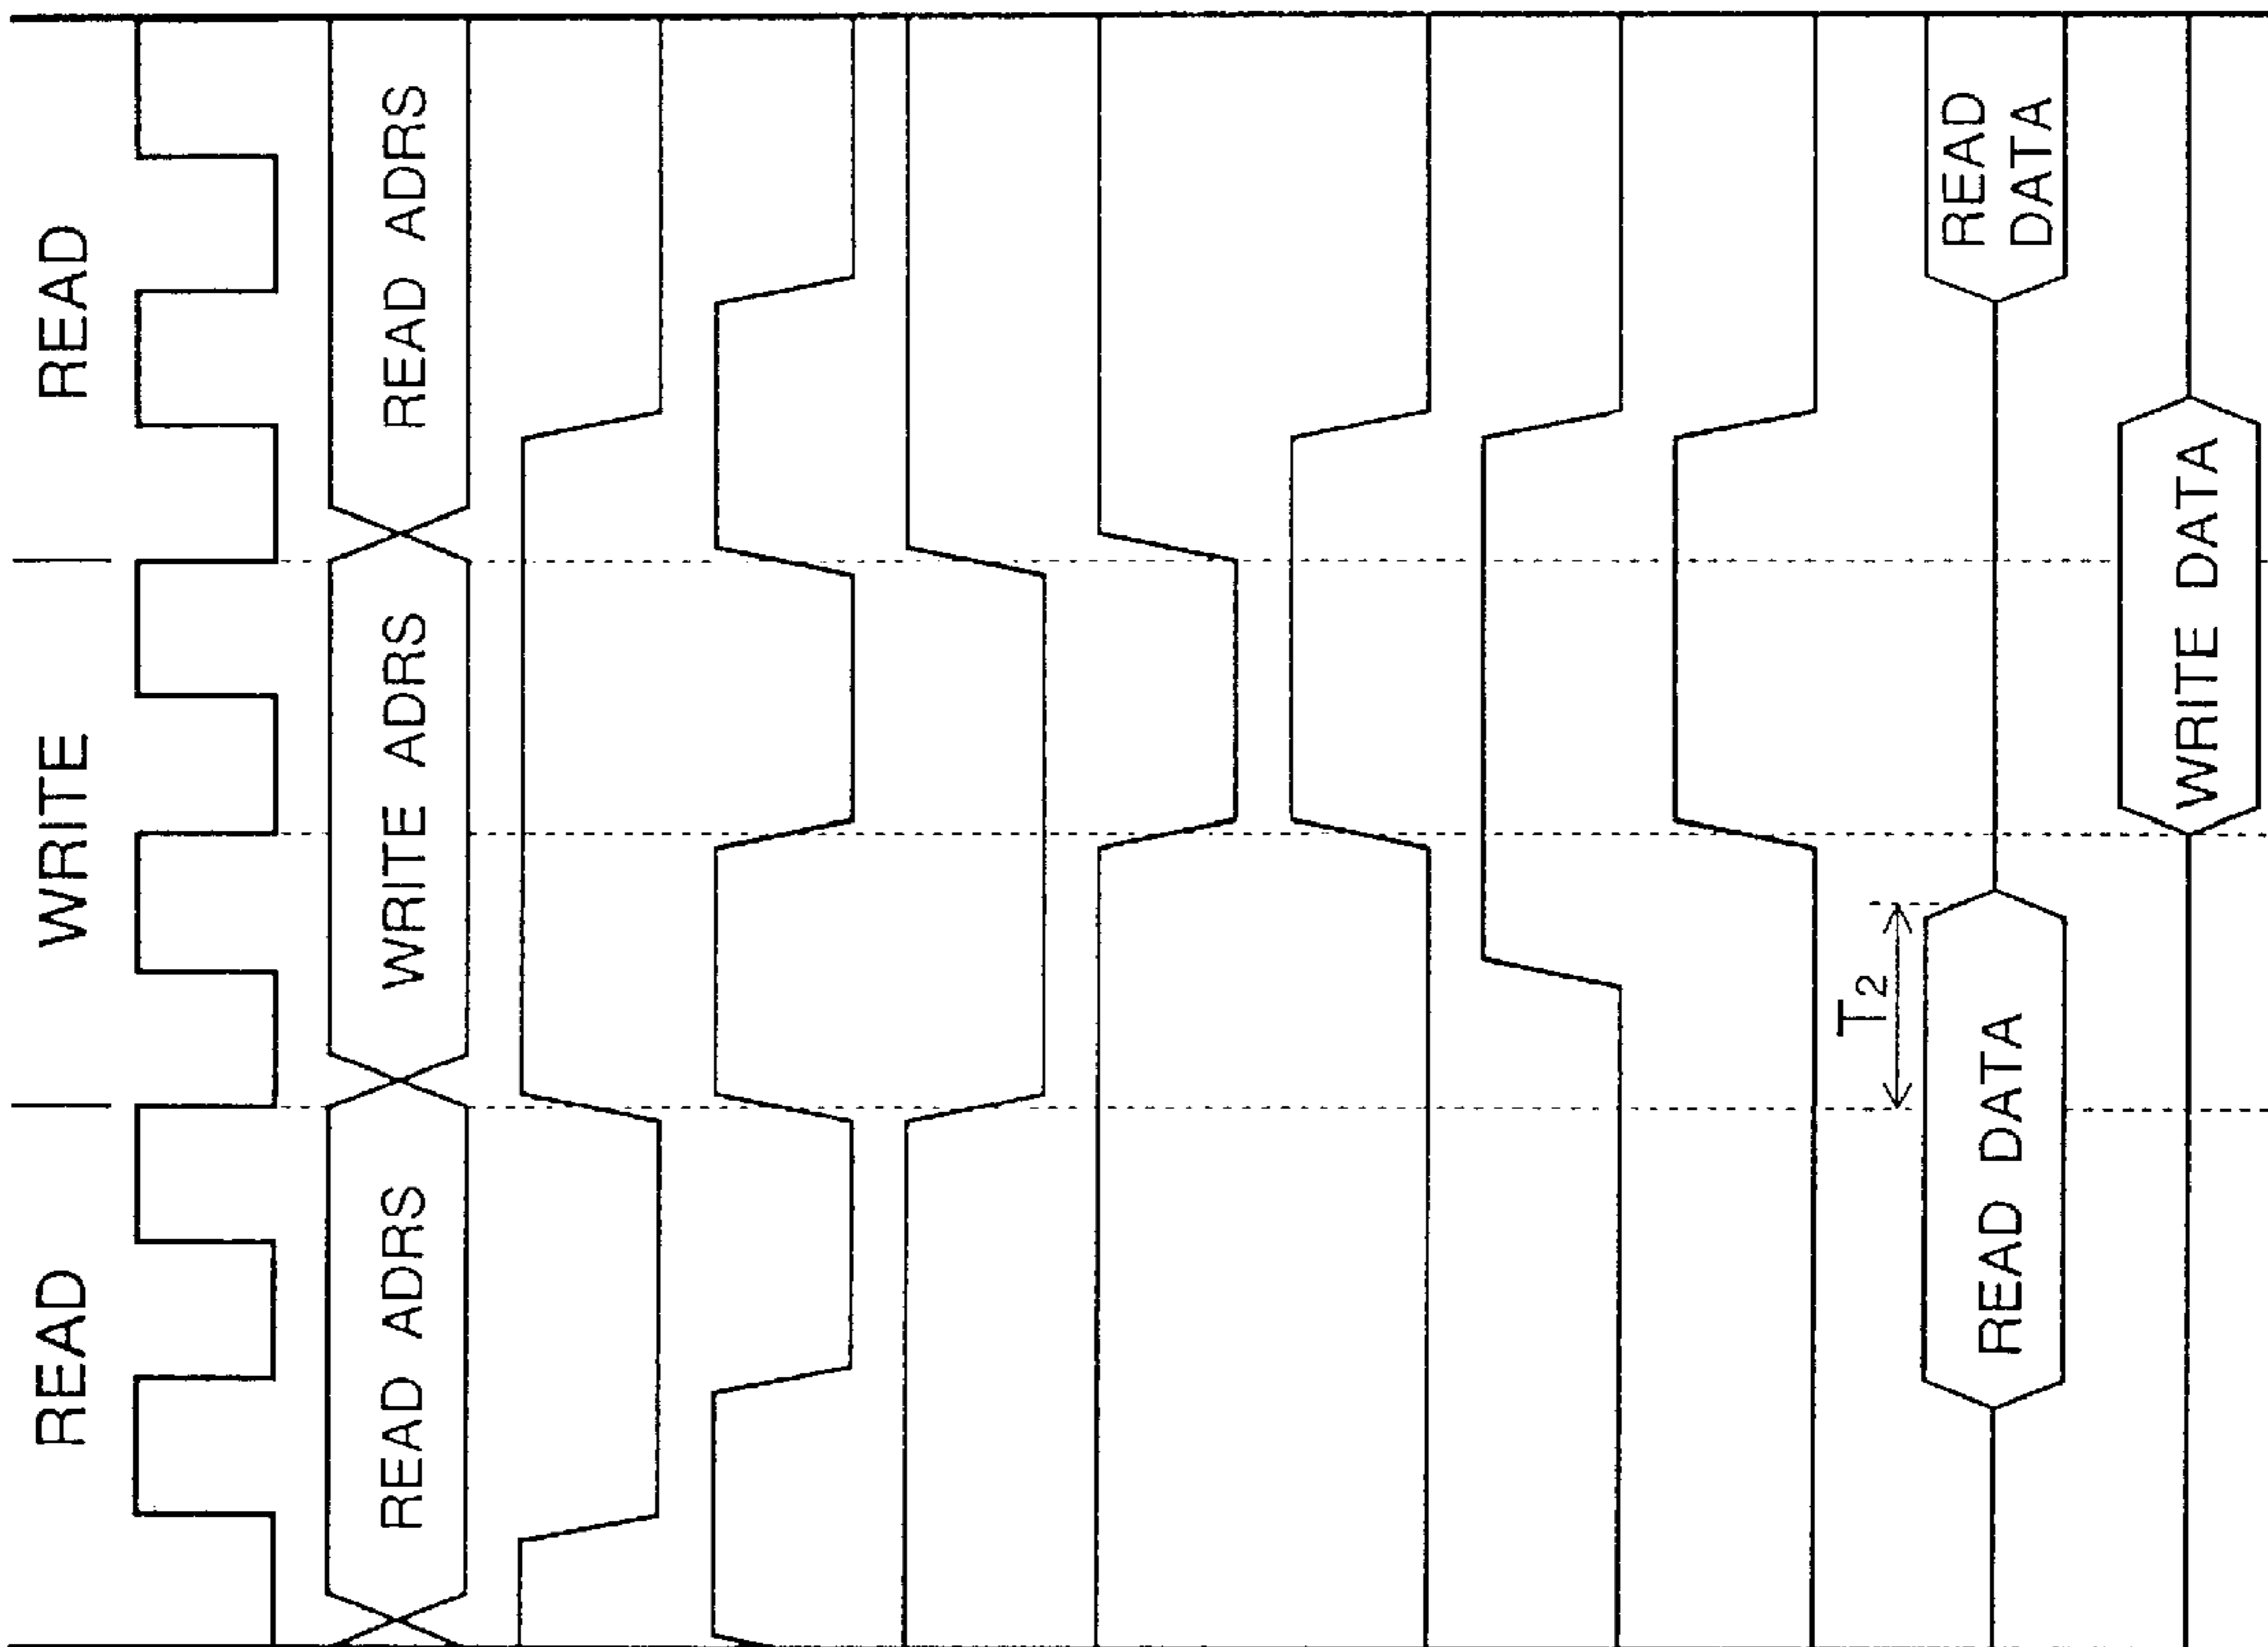 READ
WRITE
READ
READ ADRS
WRITE ADRS
READ ADRS
T2
READ DATA
READ
DATA
WRITE DATA